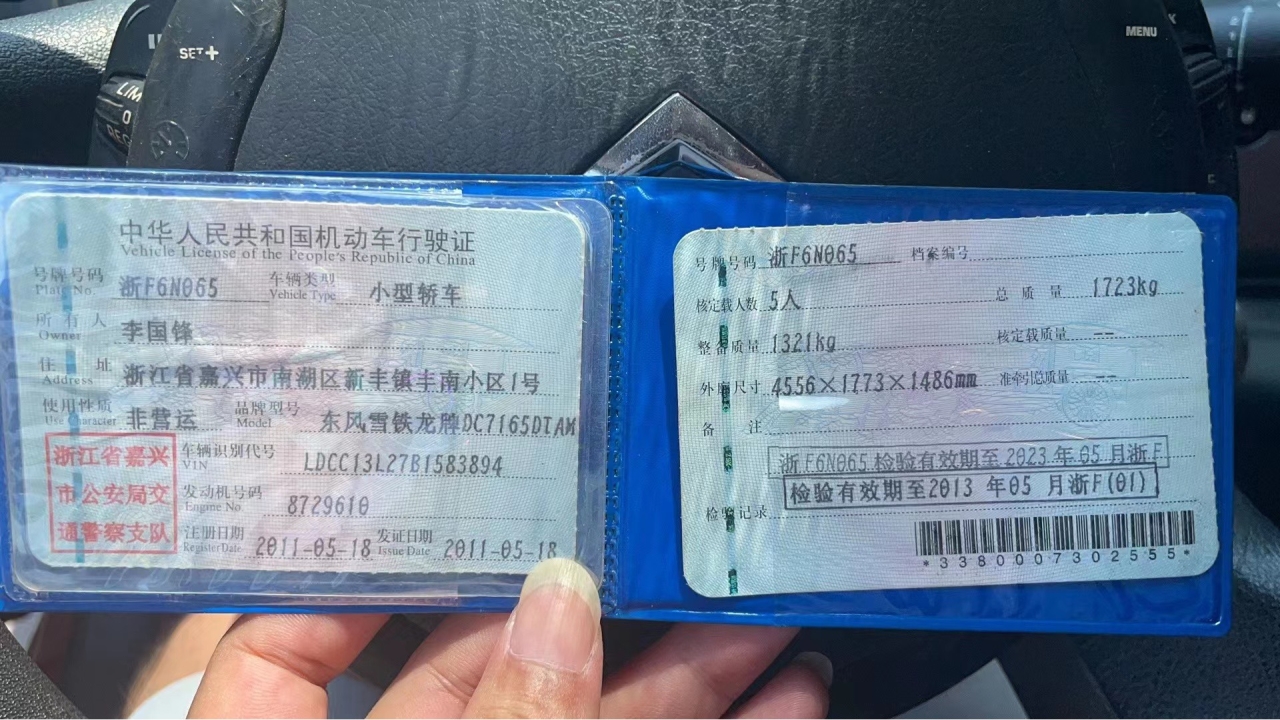 SET+
MENU
LIM
0
中华人民共和国机动车行驶证
Vehicle License of the People's Republic of China
号牌号码 浙F6N065 车辆类型 小型轿车
Plate No. Vehicle Type
所有人 李国锋
Owner
住址 浙江省嘉兴市南湖区新丰镇丰南小区1号
Address
使用性质 非营运 品牌型号 东风雪铁龙牌DC7165DTAM
Use Character Model
浙江省嘉兴
市公安局交
通警察支队
车辆识别代号 LDCC13L27B1583894
VIN
发动机号码 8729610
Engine No.
注册日期 2011-05-18 发证日期 2011-05-18
Register Date Issue Date
号牌号码 浙F6N065 档案编号
核定载人数 5人 总质量 1723kg
整备质量 1321kg 核定载质量 --
外廓尺寸 4556×1773×1486mm 准牵引总质量 --
备注
浙F6N065 检验有效期至2023年05月浙F
检验有效期至2013年05月浙F(01)
检验记录
*3380007302555*